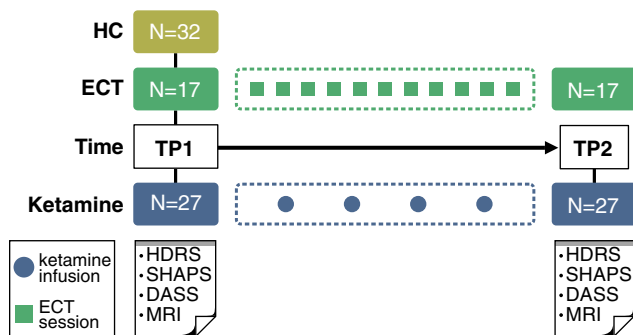 HC N=32
ECT N=17 N=17
Time TP1 TP2
Ketamine N=27 N=27
ketamine
infusion
ECT
session
· HDRS
· SHAPS
· DASS
· MRI
· HDRS
· SHAPS
· DASS
· MRI